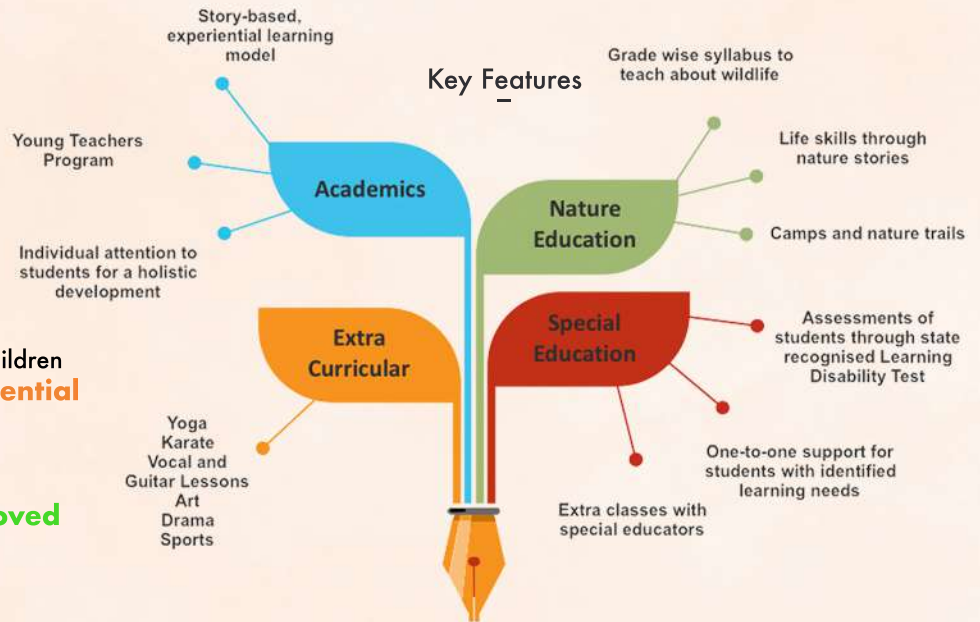 Key Features
Story-based,
experiential learning
model
Young Teachers
Program
Individual attention to
students for a holistic
development
Academics
Grade wise syllabus to
teach about wildlife
Life skills through
nature stories
Camps and nature trails
Nature
Education
Extra
Curricular
Yoga
Karate
Vocal and
Guitar Lessons
Art
Drama
Sports
Special
Education
Assessments of
students through state
recognised Learning
Disability Test
One-to-one support for
students with identified
learning needs
Extra classes with
special educators